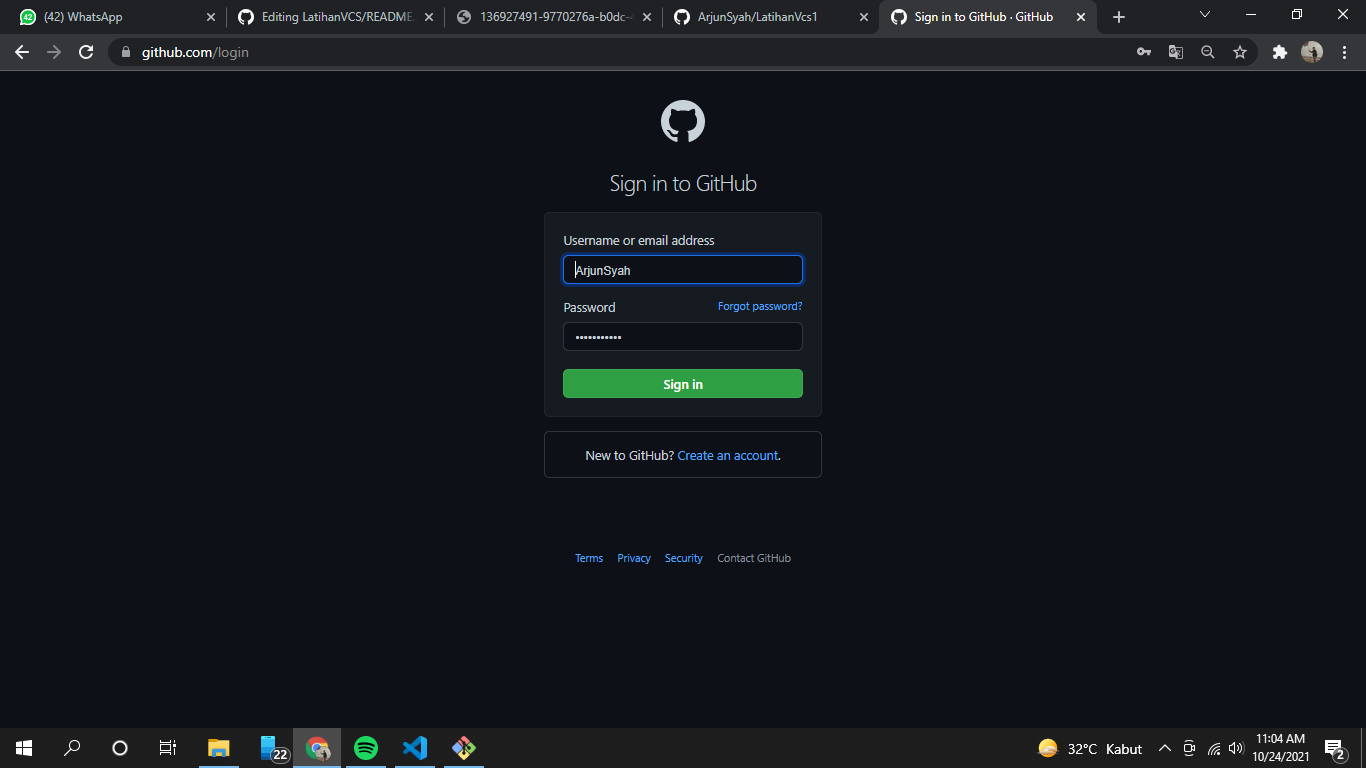 42 (42) WhatsApp
Editing LatihanVCS/README.
136927491-9770276a-b0dc-4
ArjunSyah/LatihanVcs1
Sign in to GitHub · GitHub
github.com/login
Sign in to GitHub
Username or email address
ArjunSyah
Password Forgot password?
•••••••••••
Sign in
New to GitHub? Create an account.
Terms Privacy Security Contact GitHub
22
32°C Kabut
11:04 AM
10/24/2021
2